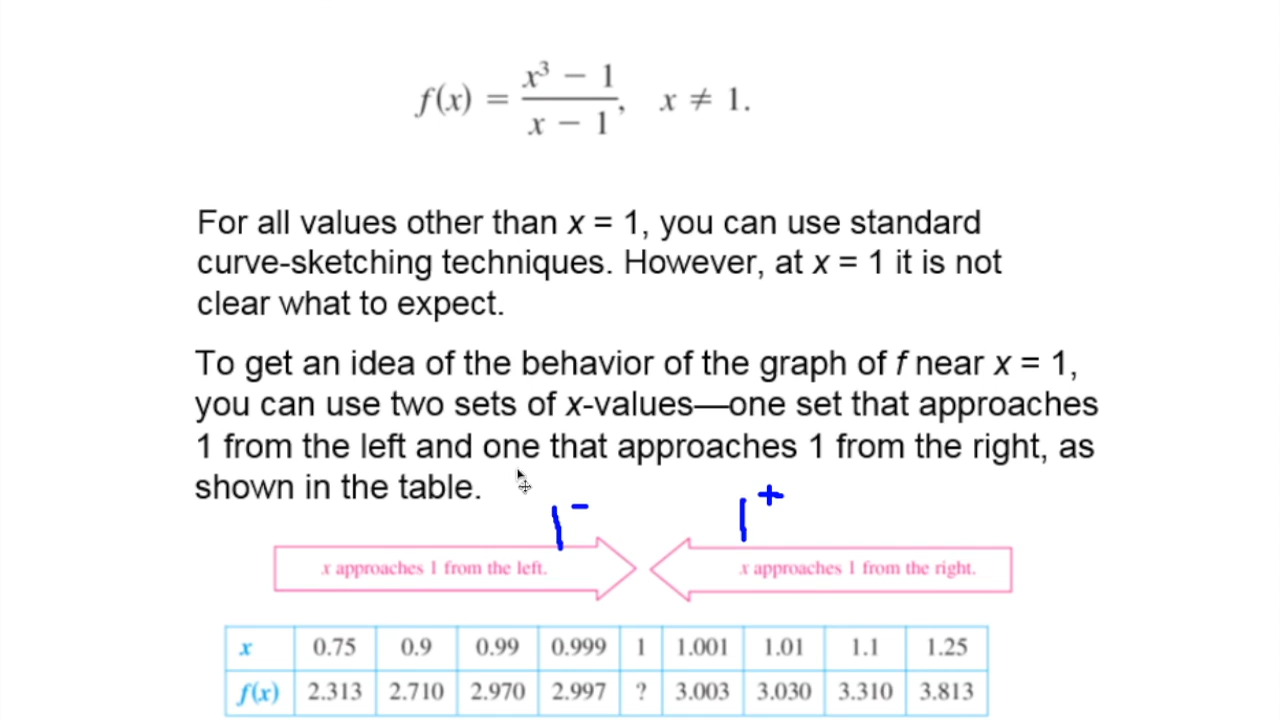 f(x) = x³ − 1 / x − 1, x ≠ 1.
For all values other than x = 1, you can use standard
curve-sketching techniques. However, at x = 1 it is not
clear what to expect.
To get an idea of the behavior of the graph of f near x = 1,
you can use two sets of x-values—one set that approaches
1 from the left and one that approaches 1 from the right, as
shown in the table.
1⁻ 1⁺
x approaches 1 from the left. x approaches 1 from the right.
x 0.75 0.9 0.99 0.999 1 1.001 1.01 1.1 1.25
f(x) 2.313 2.710 2.970 2.997 ? 3.003 3.030 3.310 3.813